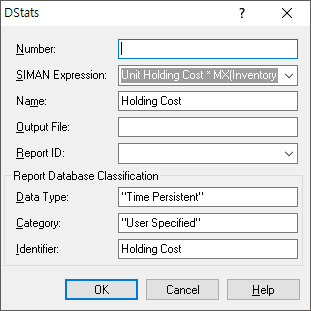 DStats
Number:
SIMAN Expression: Unit Holding Cost * MX(Inventory
Name: Holding Cost
Output File:
Report ID:
Report Database Classification
Data Type: "Time Persistent"
Category: "User Specified"
Identifier: Holding Cost
OK Cancel Help